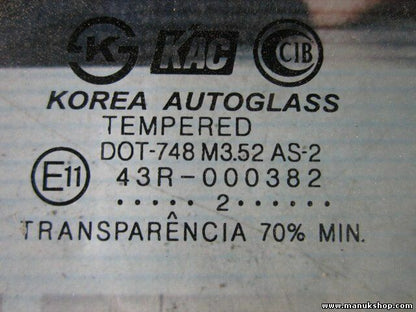 K KAC CIB
KOREA AUTOGLASS
TEMPERED
DOT-748 M3.52 AS-2
E11 43R-000382
..... 2......
TRANSPARÊNCIA 70% MIN.
www.manukshop.com